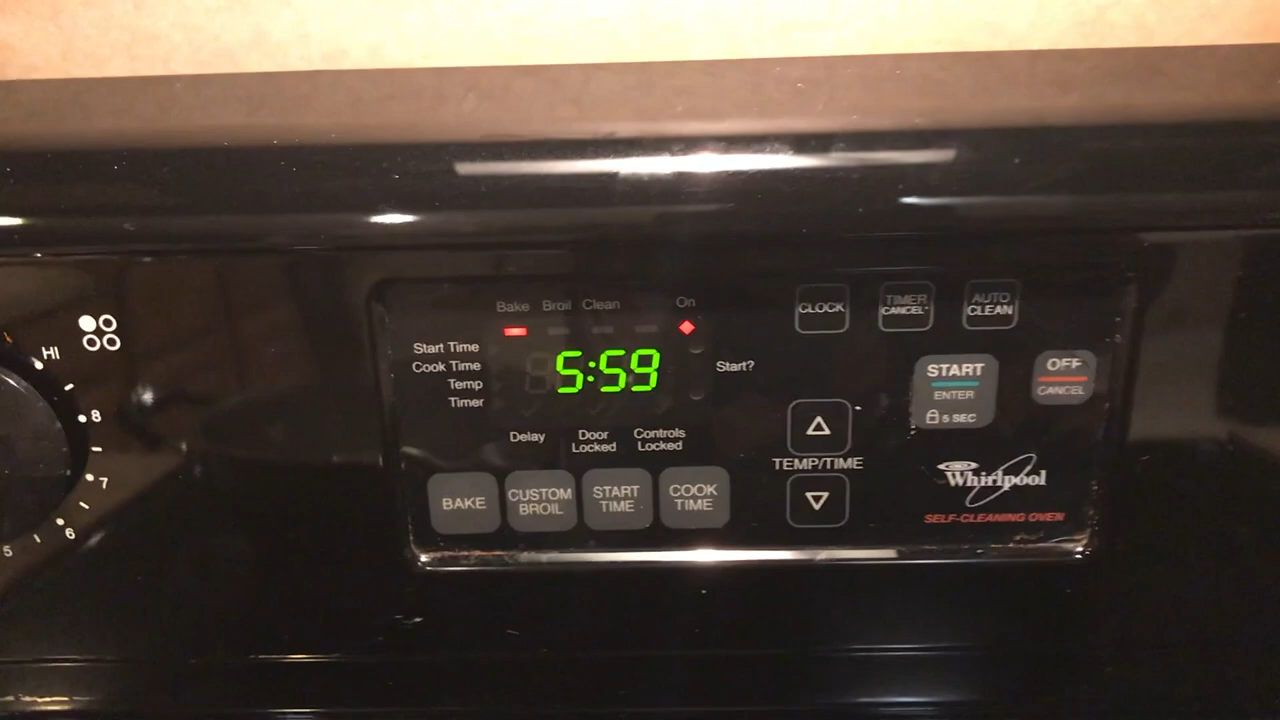 Bake Broil Clean On
Start Time
Cook Time
Temp
Timer
5:59
Start?
Delay
Door
Locked
Controls
Locked
BAKE
CUSTOM
BROIL
START
TIME
COOK
TIME
TEMP/TIME
CLOCK
TIMER
CANCEL*
AUTO
CLEAN
START
ENTER
5 SEC
OFF
CANCEL
Whirlpool
SELF-CLEANING OVEN
HI
8
7
6
5